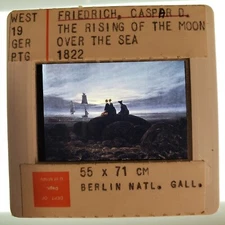 WEST FRIEDRICH, CASPAR D.
19 THE RISING OF THE MOON
GER OVER THE SEA
PTG 1822
55 x 71 CM
BERLIN NATL. GALL.